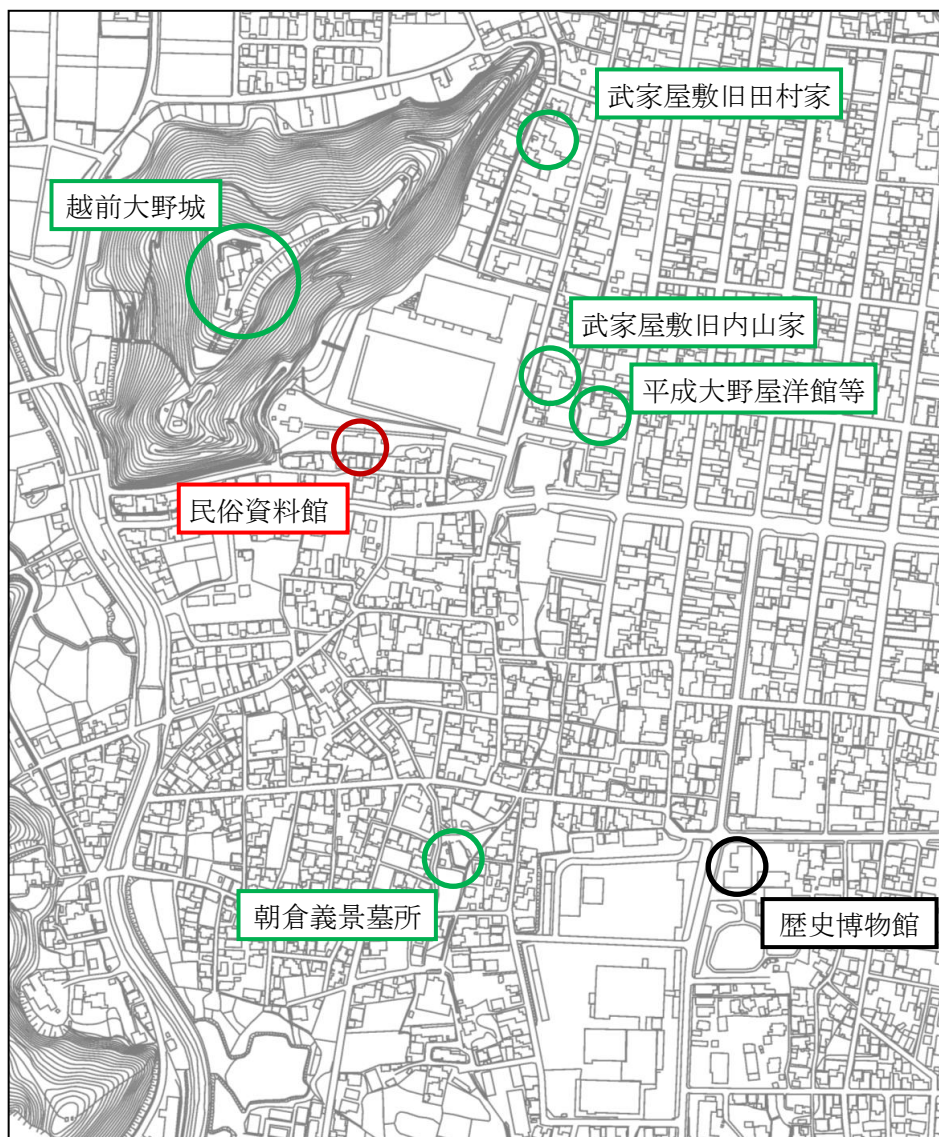 武家屋敷旧田村家
越前大野城
武家屋敷旧内山家
平成大野屋洋館等
民俗資料館
朝倉義景墓所
歴史博物館